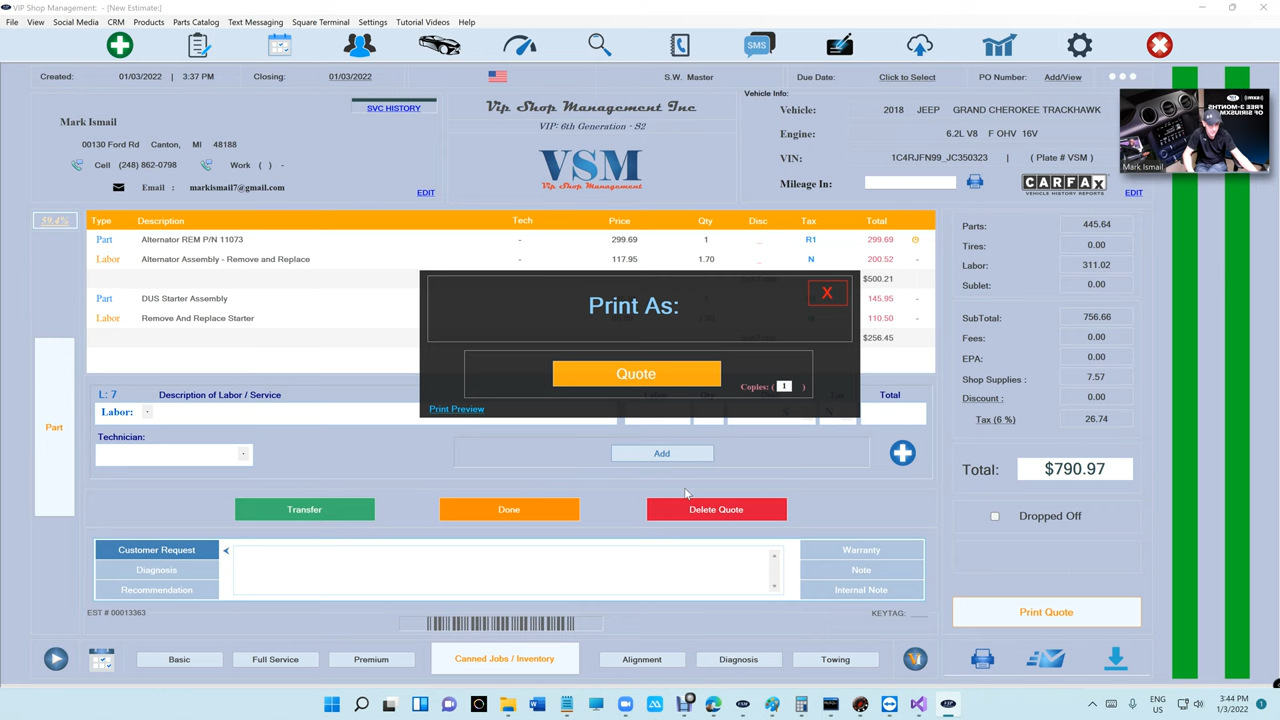 VIP Shop Management: - [New Estimate:]
File View Social Media CRM Products Parts Catalog Text Messaging Square Terminal Settings Tutorial Videos Help
SMS
Created: 01/03/2022 | 3:37 PM Closing: 01/03/2022
S.W. Master
Due Date: Click to Select PO Number: Add/View
SVC HISTORY
Mark Ismail
00130 Ford Rd Canton, MI 48188
Cell (248) 862-0798 Work ( ) -
Email : markismail7@gmail.com
EDIT
Vip Shop Management Inc
VIP: 6th Generation - S2
VSM
Vip Shop Management
Vehicle Info:
Vehicle: 2018 JEEP GRAND CHEROKEE TRACKHAWK
Engine: 6.2L V8 F OHV 16V
VIN: 1C4RJFN99_JC350323 | ( Plate # VSM )
Mileage In:
CARFAX
VEHICLE HISTORY REPORTS
EDIT
FREE 3-MONTHS
OF SIRIUSXM
Mark Ismail
59.4%
Type Description Tech Price Qty Disc Tax Total
Part Alternator REM P/N 11073 - 299.69 1 _ R1 299.69
Labor Alternator Assembly - Remove and Replace - 117.95 1.70 _ N 200.52 -
$500.21
Part DUS Starter Assembly 145.95 -
Labor Remove And Replace Starter 110.50 -
$256.45
Print As:
X
Quote
Copies: ( 1 )
Print Preview
Part
L: 7 Description of Labor / Service Total
Labor:
Technician:
Add
Transfer Done Delete Quote
Customer Request
Diagnosis
Recommendation
Warranty
Note
Internal Note
EST # 00013363
KEYTAG: ____
Parts: 445.64
Tires: 0.00
Labor: 311.02
Sublet: 0.00
SubTotal: 756.66
Fees: 0.00
EPA: 0.00
Shop Supplies : 7.57
Discount : 0.00
Tax (6 %) 26.74
Total: $790.97
Dropped Off
Print Quote
Basic Full Service Premium Canned Jobs / Inventory Alignment Diagnosis Towing
ENG
US
3:44 PM
1/3/2022